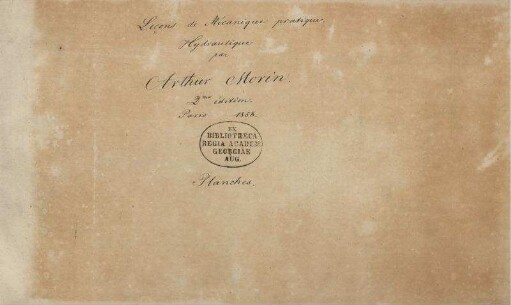 Leçons de Mécanique pratique
Hydraulique
par
Arthur Morin.
2me édition.
Paris 1858.
EX
BIBLIOTHECA
REGIA ACADEM
GEORGIAE
AUG.
Planches.